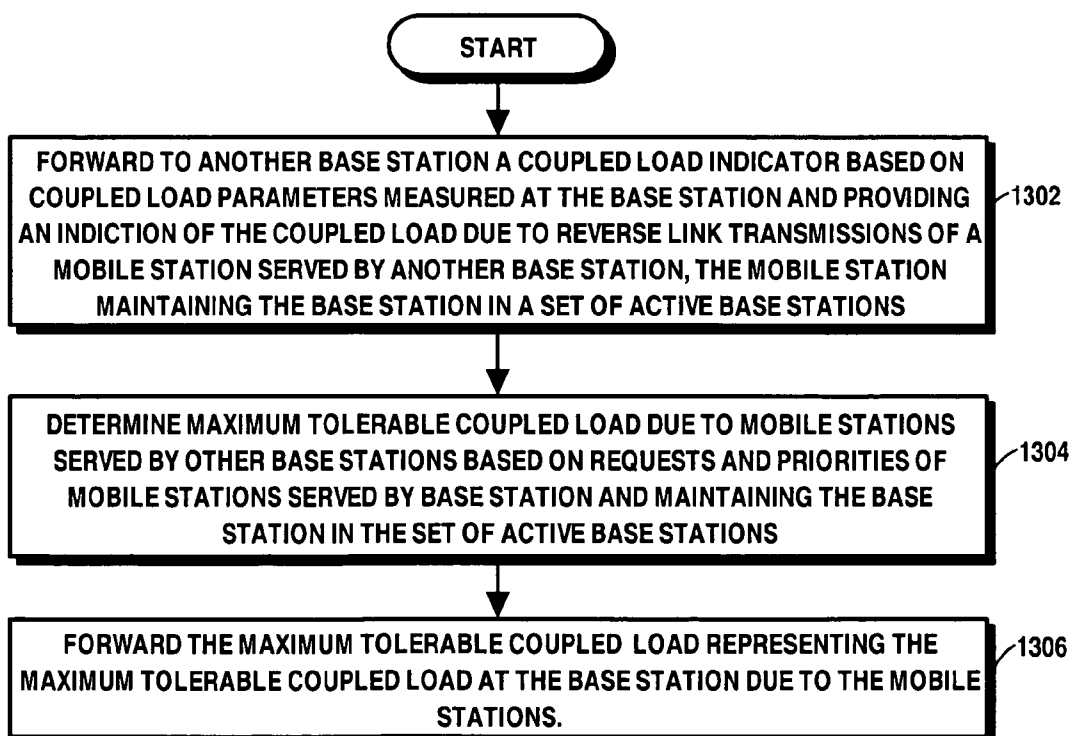 START
FORWARD TO ANOTHER BASE STATION A COUPLED LOAD INDICATOR BASED ON
COUPLED LOAD PARAMETERS MEASURED AT THE BASE STATION AND PROVIDING
AN INDICTION OF THE COUPLED LOAD DUE TO REVERSE LINK TRANSMISSIONS OF A
MOBILE STATION SERVED BY ANOTHER BASE STATION, THE MOBILE STATION
MAINTAINING THE BASE STATION IN A SET OF ACTIVE BASE STATIONS
1302
DETERMINE MAXIMUM TOLERABLE COUPLED LOAD DUE TO MOBILE STATIONS
SERVED BY OTHER BASE STATIONS BASED ON REQUESTS AND PRIORITIES OF
MOBILE STATIONS SERVED BY BASE STATION AND MAINTAINING THE BASE
STATION IN THE SET OF ACTIVE BASE STATIONS
1304
FORWARD THE MAXIMUM TOLERABLE COUPLED LOAD REPRESENTING THE
MAXIMUM TOLERABLE COUPLED LOAD AT THE BASE STATION DUE TO THE MOBILE
STATIONS.
1306